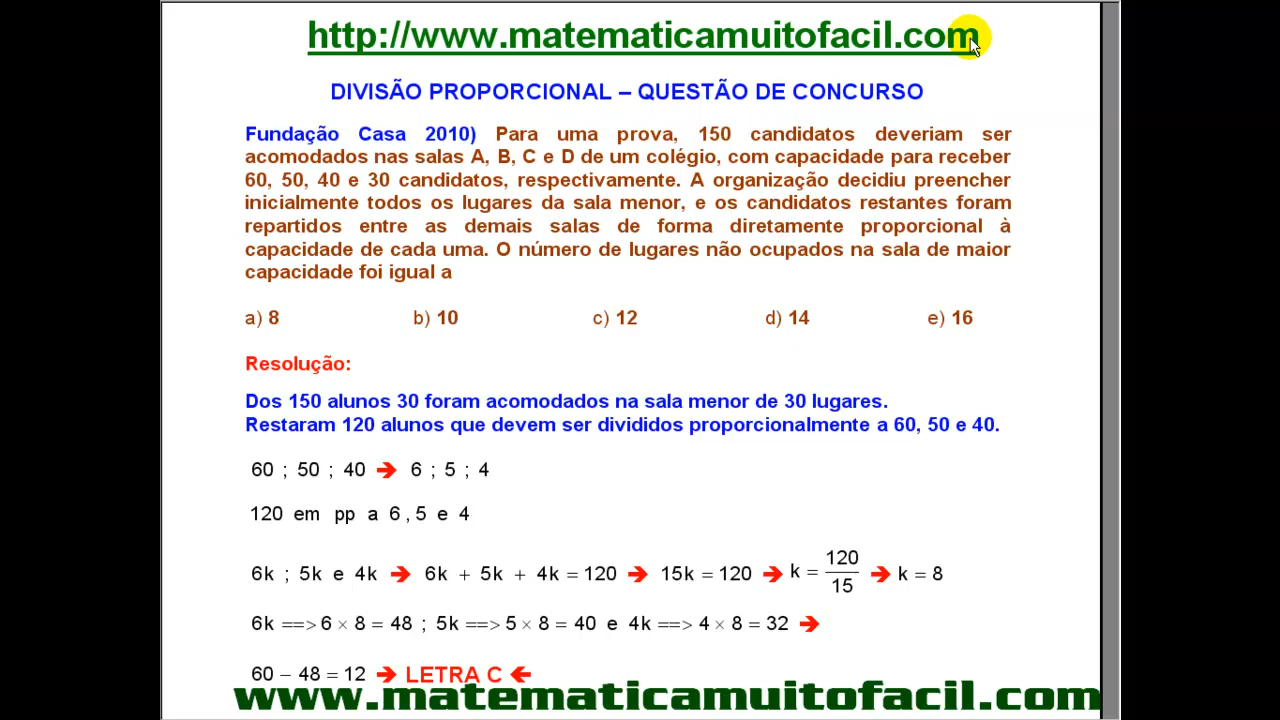 http://www.matematicamuitofacil.com
DIVISÃO PROPORCIONAL – QUESTÃO DE CONCURSO
Fundação Casa 2010) Para uma prova, 150 candidatos deveriam ser
acomodados nas salas A, B, C e D de um colégio, com capacidade para receber
60, 50, 40 e 30 candidatos, respectivamente. A organização decidiu preencher
inicialmente todos os lugares da sala menor, e os candidatos restantes foram
repartidos entre as demais salas de forma diretamente proporcional à
capacidade de cada uma. O número de lugares não ocupados na sala de maior
capacidade foi igual a
a) 8 b) 10 c) 12 d) 14 e) 16
Resolução:
Dos 150 alunos 30 foram acomodados na sala menor de 30 lugares.
Restaram 120 alunos que devem ser divididos proporcionalmente a 60, 50 e 40.
60 ; 50 ; 40 ➔ 6 ; 5 ; 4
120 em pp a 6 , 5 e 4
6k ; 5k e 4k ➔ 6k + 5k + 4k = 120 ➔ 15k = 120 ➔ k = 120/15 ➔ k = 8
6k ==> 6 × 8 = 48 ; 5k ==> 5 × 8 = 40 e 4k ==> 4 × 8 = 32 ➔
60 – 48 = 12 ➔ LETRA C 🡸
www.matematicamuitofacil.com